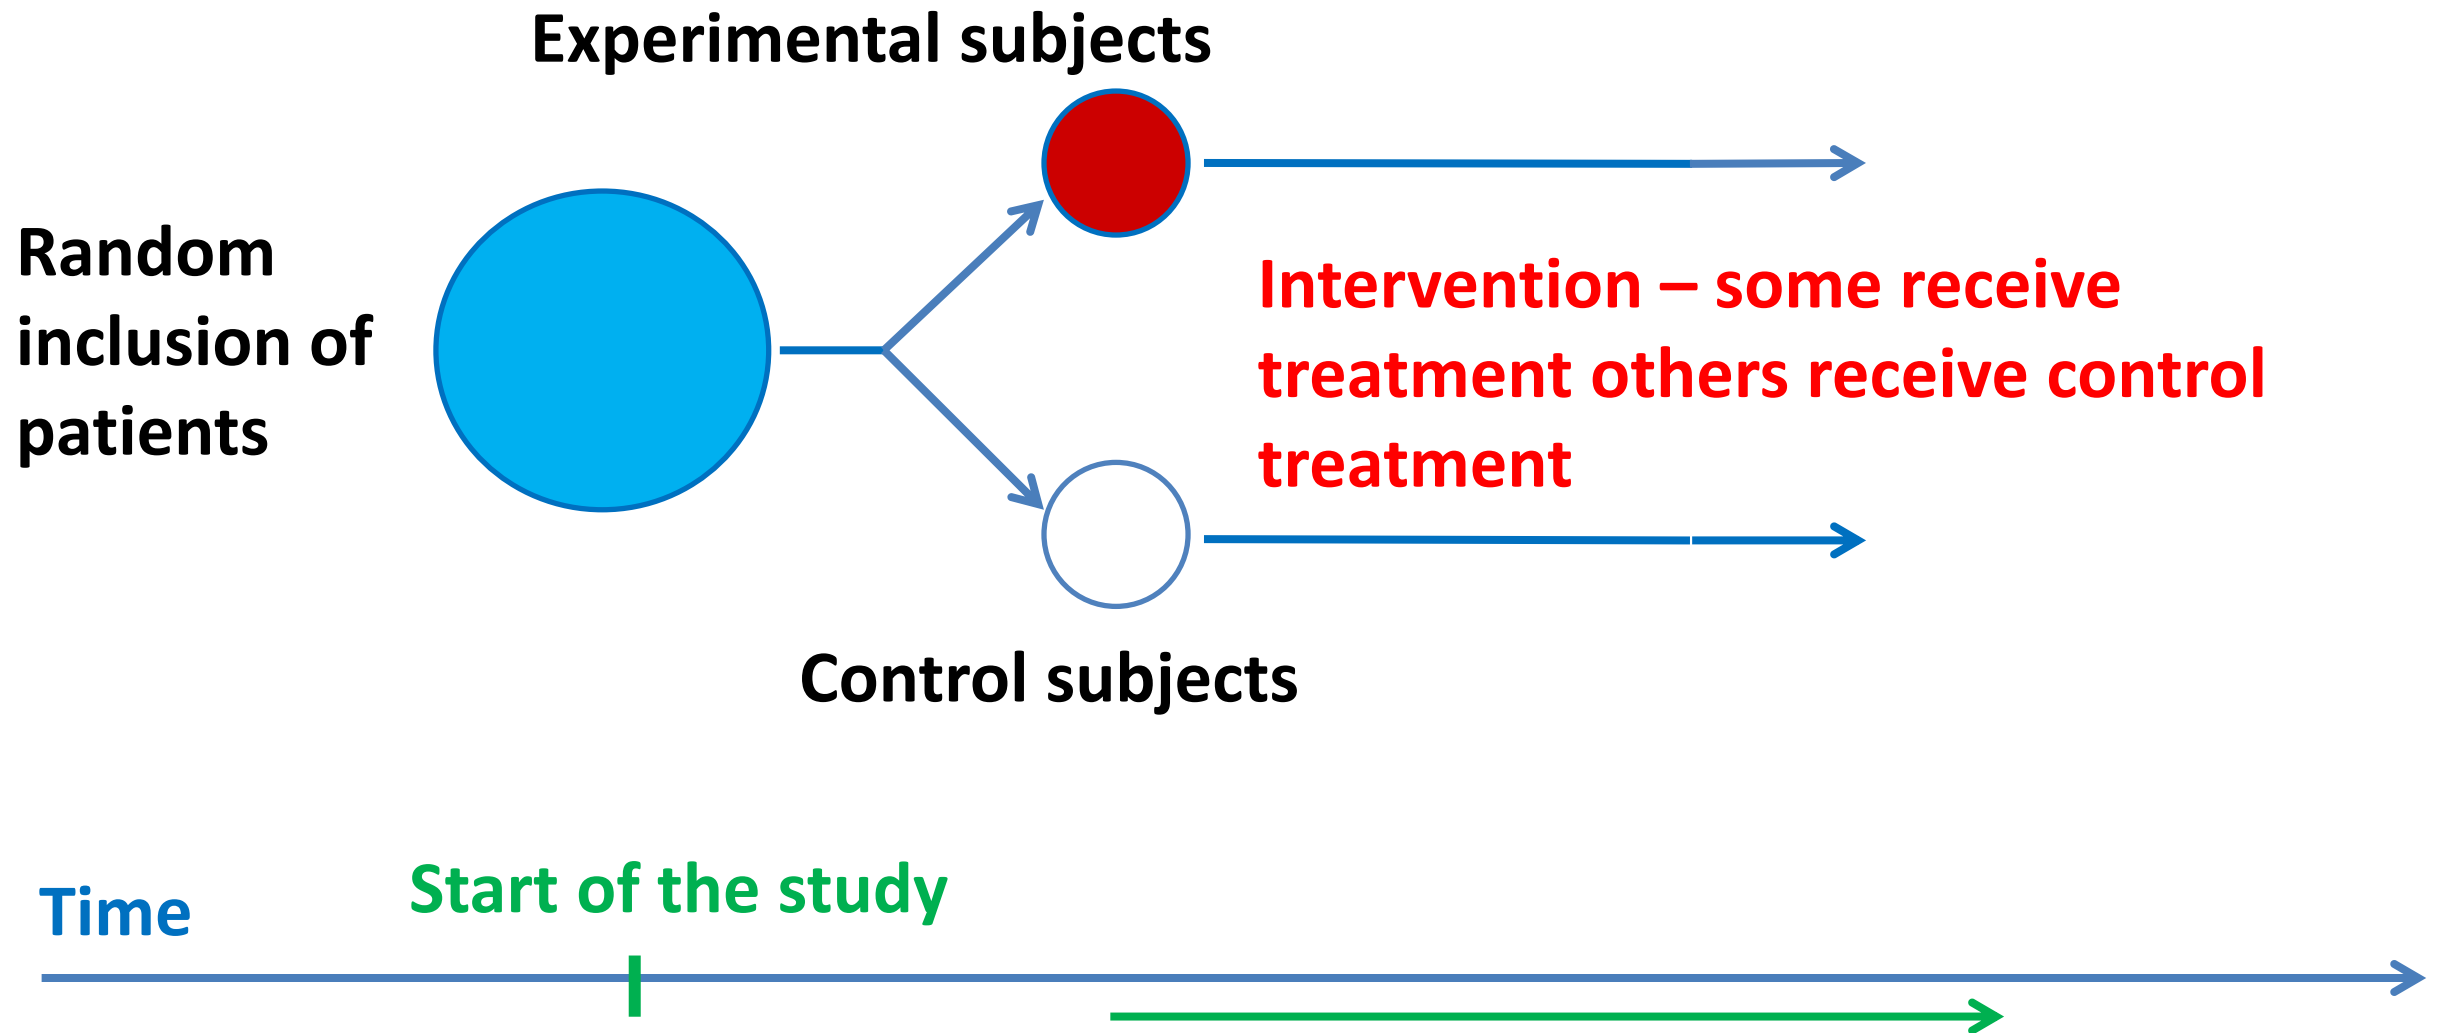 Experimental subjects
Random
inclusion of
patients
Intervention – some receive
treatment others receive control
treatment
Control subjects
Start of the study
Time